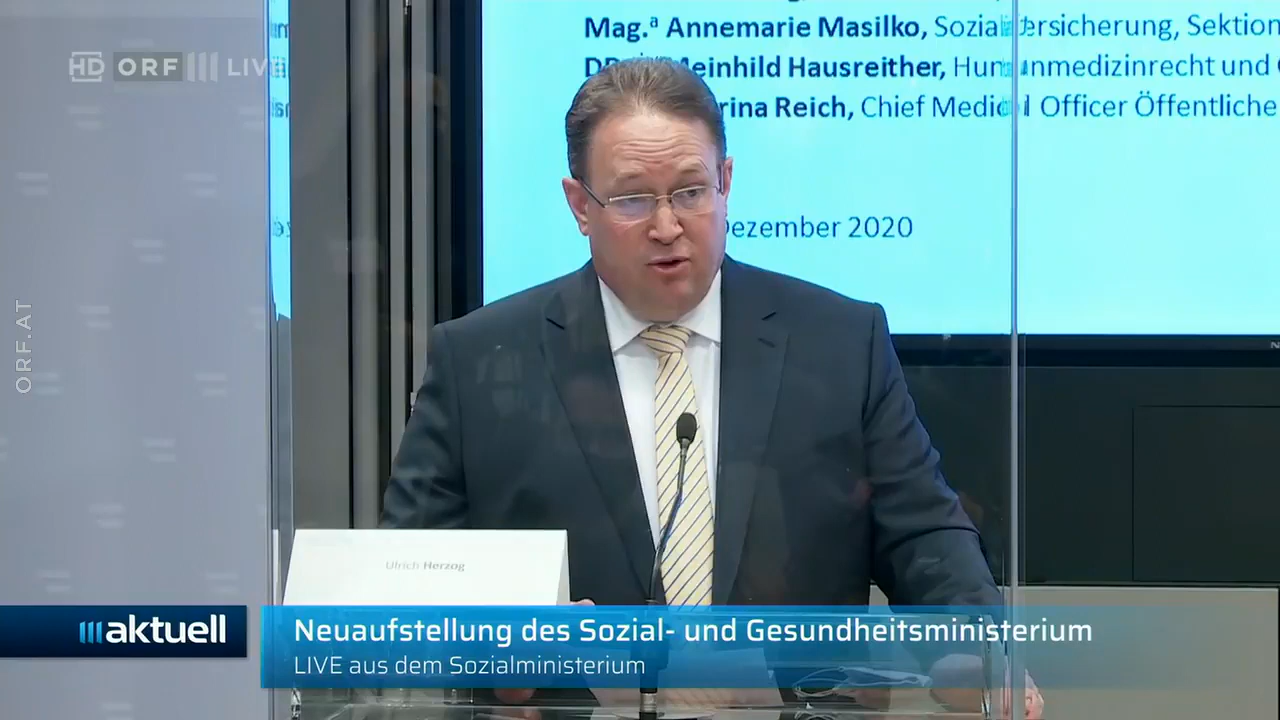 Mag.ª Annemarie Masilko, Sozialversicherung, Sektion
HD ORF LIVE
Meinhild Hausreither, Humanmedizinrecht und
rina Reich, Chief Medical Officer Öffentliche
Dezember 2020
ORF.AT
Ulrich Herzog
aktuell
Neuaufstellung des Sozial- und Gesundheitsministerium
LIVE aus dem Sozialministerium